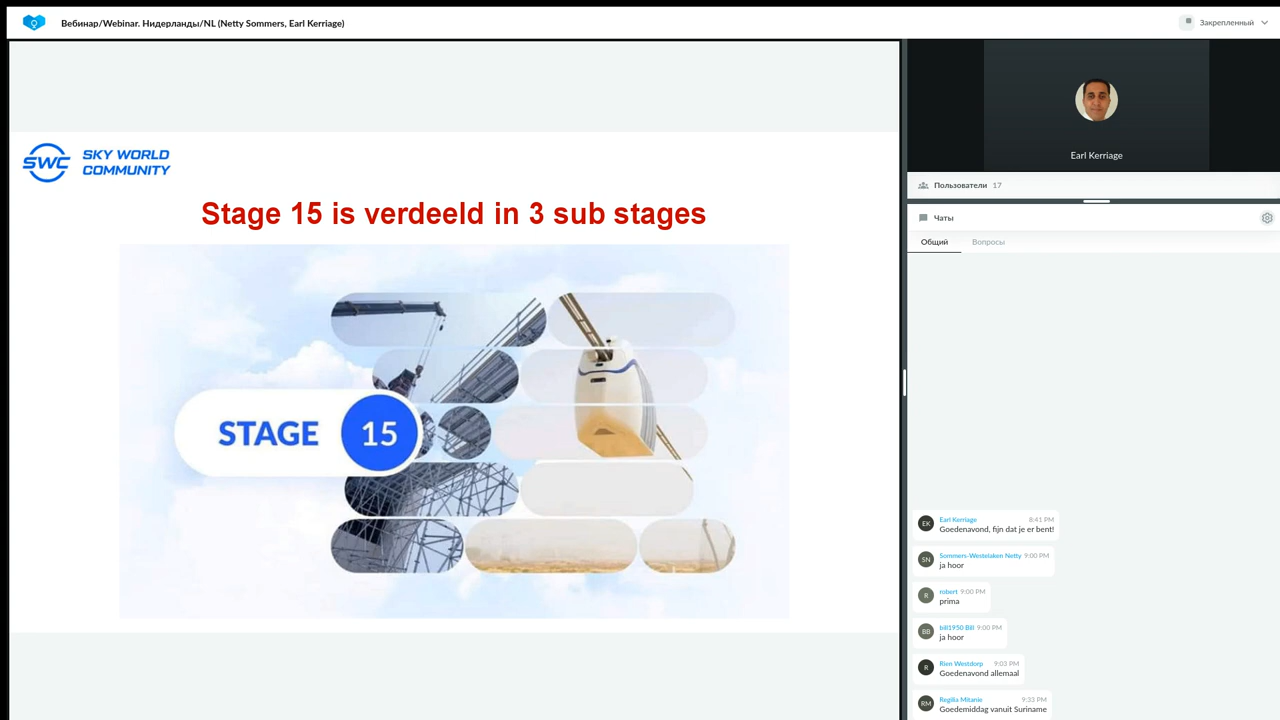 Вебинар/Webinar. Нидерланды/NL (Netty Sommers, Earl Kerriage)
Закрепленный
SWC
SKY WORLD
COMMUNITY
Stage 15 is verdeeld in 3 sub stages
STAGE 15
Earl Kerriage
Пользователи 17
Чаты
Общий Вопросы
EK
Earl Kerriage 8:41 PM
Goedenavond, fijn dat je er bent!
SN
Sommers-Westelaken Netty 9:00 PM
ja hoor
R
robert 9:00 PM
prima
BB
bill1950 Bill 9:00 PM
ja hoor
R
Rien Westdorp 9:03 PM
Goedenavond allemaal
RM
Regilia Mitanie 9:33 PM
Goedemiddag vanuit Suriname